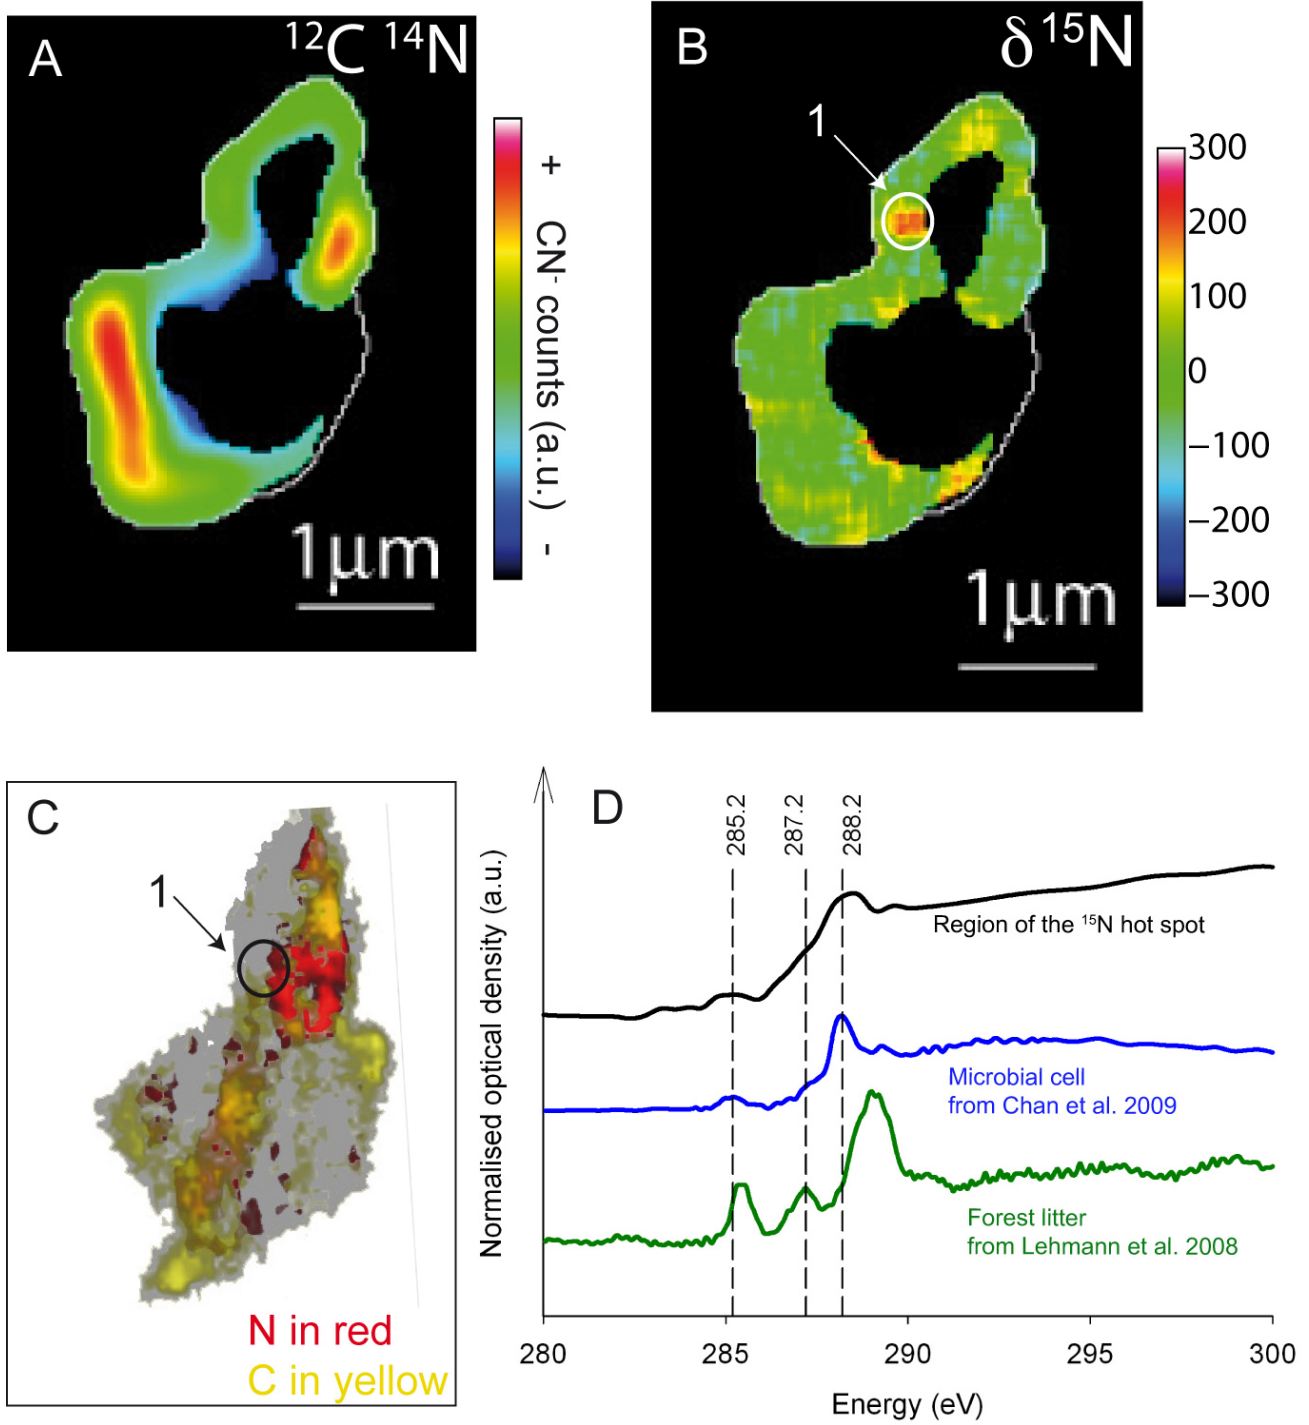 A
¹²C ¹⁴N
+
CN⁻ counts (a.u.)
-
1µm
B
δ ¹⁵N
1
300
200
100
0
−100
−200
−300
1µm
C
1
N in red
C in yellow
D
285.2
287.2
288.2
Normalised optical density (a.u.)
Region of the ¹⁵N hot spot
Microbial cell
from Chan et al. 2009
Forest litter
from Lehmann et al. 2008
280
285
290
295
300
Energy (eV)